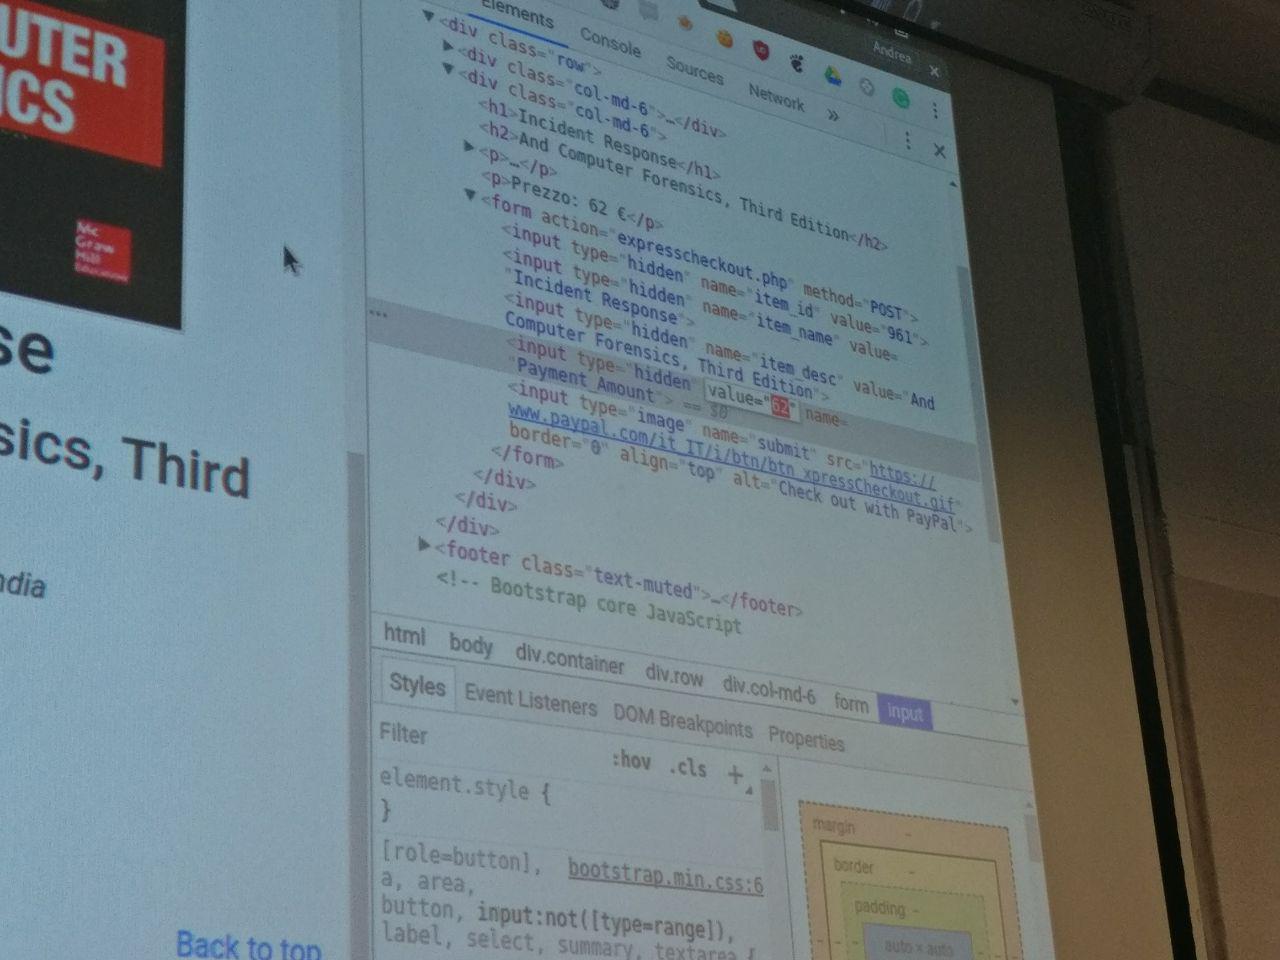 UTER
ICS
Mc
Graw
Hill
Education
se
sics, Third
ndia
Back to top
Andrea
Elements
Console
Sources
Network
<div class="row">
<div class="col-md-6">…</div>
<div class="col-md-6">
<h1>Incident Response</h1>
<h2>And Computer Forensics, Third Edition</h2>
<p>…</p>
<p>Prezzo: 62 €</p>
<form action="expresscheckout.php" method="POST">
<input type="hidden" name="item_id" value="961">
<input type="hidden" name="item_name" value=
"Incident Response">
<input type="hidden" name="item_desc" value="And
Computer Forensics, Third Edition">
<input type="hidden" value="62" name=
"Payment_Amount"> == $0
<input type="image" name="submit" src="https://
www.paypal.com/it_IT/i/btn/btn_xpressCheckout.gif"
border="0" align="top" alt="Check out with PayPal">
</form>
</div>
</div>
</div>
<footer class="text-muted">…</footer>
<!-- Bootstrap core JavaScript
html body div.container div.row div.col-md-6 form input
Styles Event Listeners DOM Breakpoints Properties
Filter :hov .cls +
element.style {
}
[role=button], bootstrap.min.css:6
a, area,
button, input:not([type=range]),
label, select, summary, textarea {
margin -
border -
padding -
auto × auto